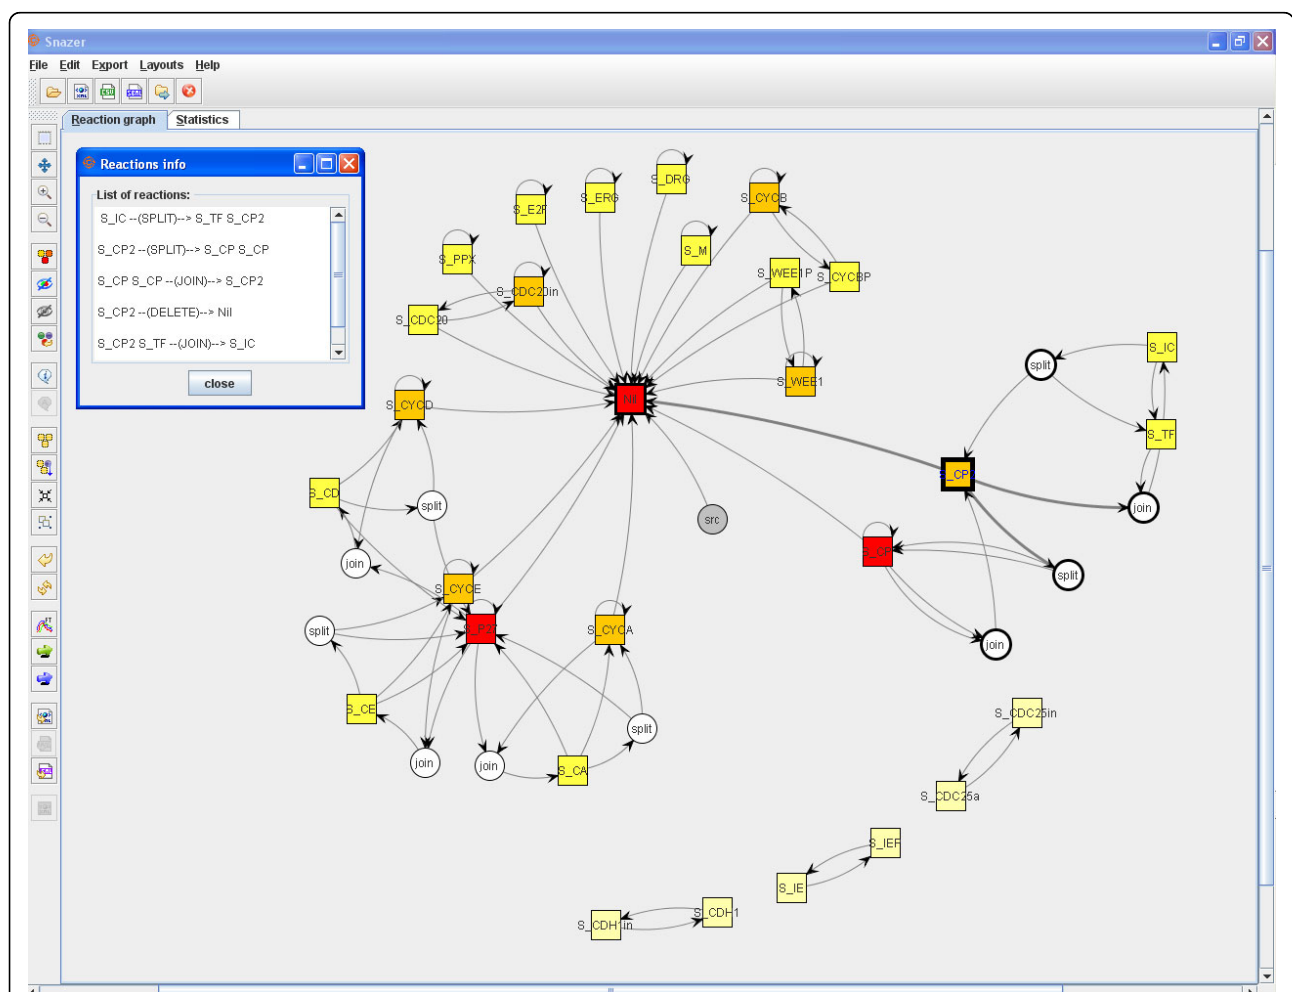 Snazer
File Edit Export Layouts Help
Reaction graph Statistics
Reactions info
List of reactions:
S_IC --(SPLIT)--> S_TF S_CP2
S_CP2 --(SPLIT)--> S_CP S_CP
S_CP S_CP --(JOIN)--> S_CP2
S_CP2 --(DELETE)--> Nil
S_CP2 S_TF --(JOIN)--> S_IC
close
S_DRG
S_ERG
S_CYCB
S_E2F
S_M
S_PPX
S_WEE1P
S_CYCBP
S_CDC20in
S_CDC20
S_IC
split
S_WEE1
Nil
S_CYCD
S_TF
S_CP
S_CD
split
join
src
S_CP
join
split
S_CYCE
split
S_P27
S_CYCA
join
S_CE
split
S_CDC25in
join
join
S_CA
S_CDC25a
S_IEF
S_IE
S_CDH1
S_CDH1in